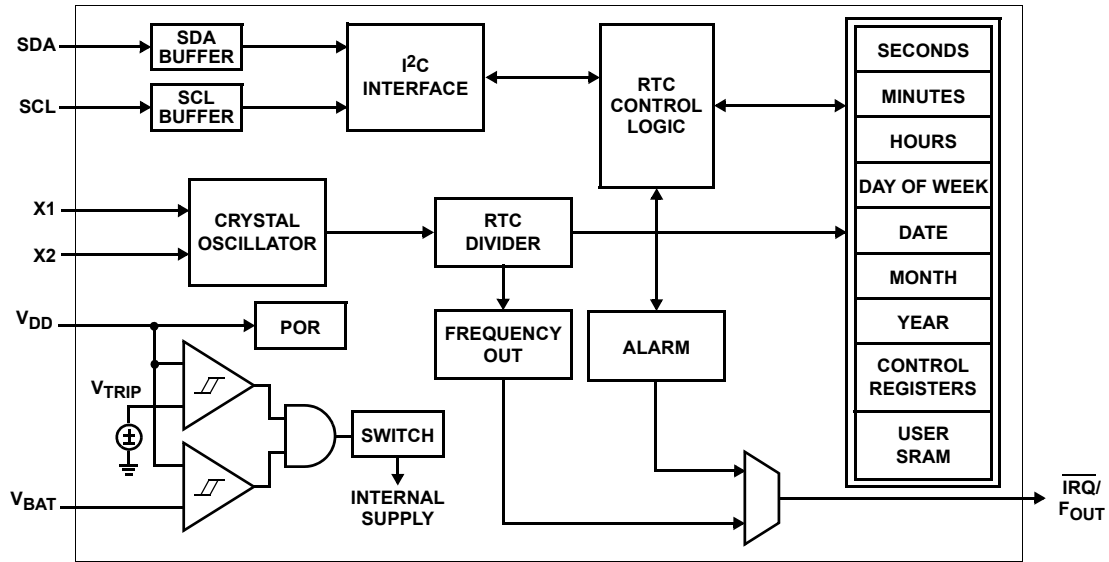 SDA
SDA
BUFFER
SCL
SCL
BUFFER
I²C
INTERFACE
RTC
CONTROL
LOGIC
X1
X2
CRYSTAL
OSCILLATOR
RTC
DIVIDER
FREQUENCY
OUT
ALARM
VDD
POR
VTRIP
VBAT
SWITCH
INTERNAL
SUPPLY
SECONDS
MINUTES
HOURS
DAY OF WEEK
DATE
MONTH
YEAR
CONTROL
REGISTERS
USER
SRAM
IRQ/
FOUT